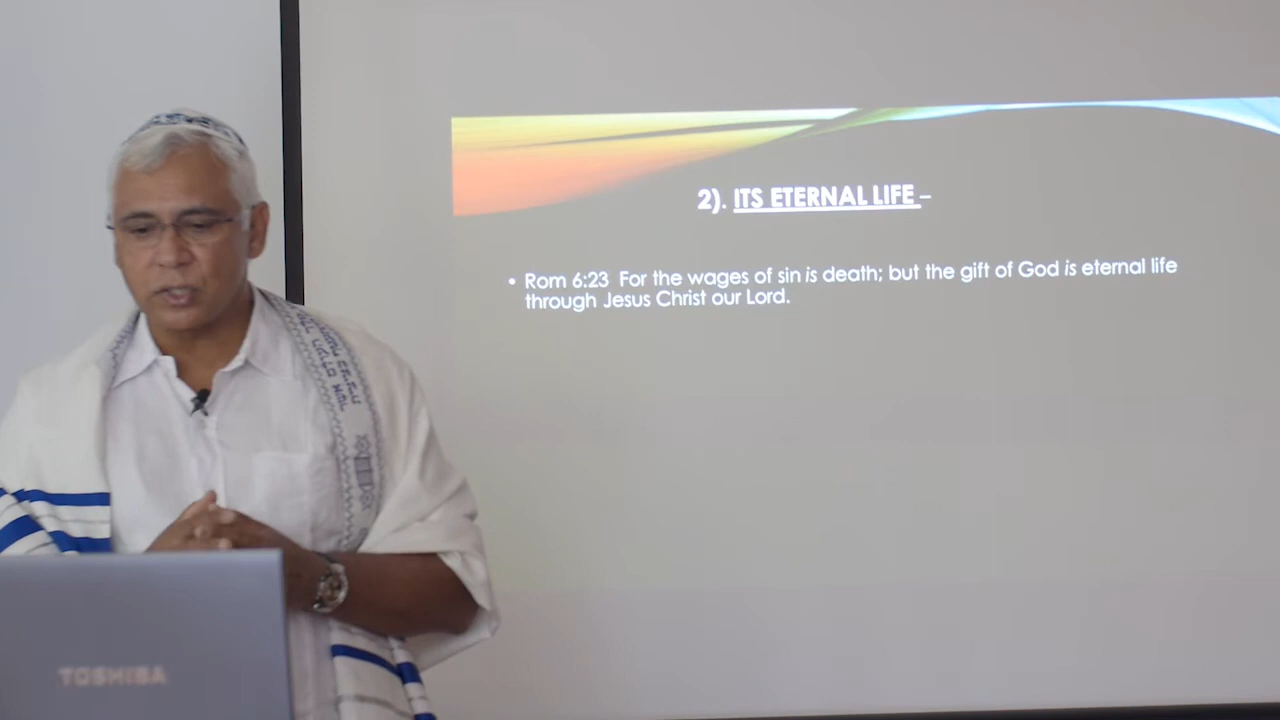 2). ITS ETERNAL LIFE –
• Rom 6:23 For the wages of sin is death; but the gift of God is eternal life
through Jesus Christ our Lord.
TOSHIBA